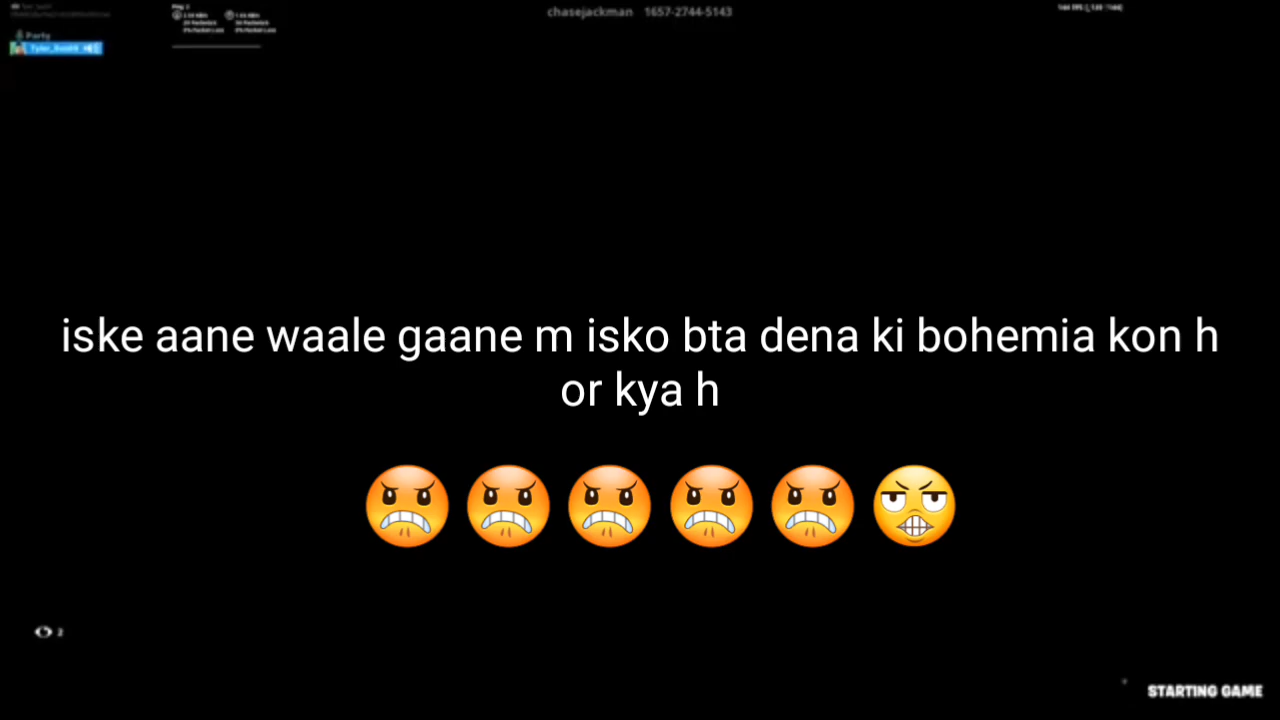 chasejackman 1657-2744-5143
Party
iske aane waale gaane m isko bta dena ki bohemia kon h
or kya h
2
STARTING GAME